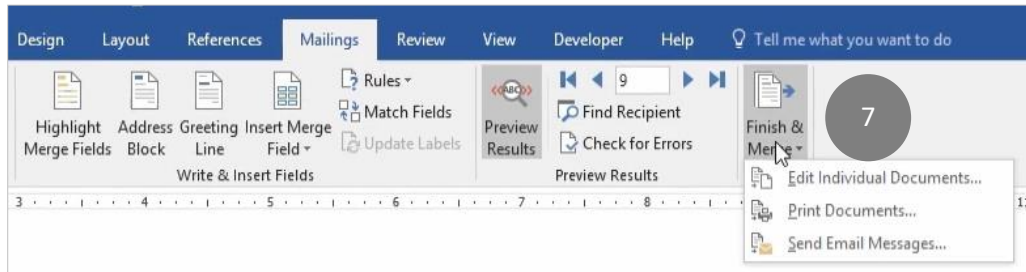 Design Layout References Mailings Review View Developer Help Tell me what you want to do
Highlight Merge Fields
Address Block
Greeting Line
Insert Merge Field
Write & Insert Fields
Rules
Match Fields
Update Labels
«ABC»
Preview Results
9
Find Recipient
Check for Errors
Preview Results
Finish & Merge
7
Edit Individual Documents...
Print Documents...
Send Email Messages...
3 4 5 6 7 8